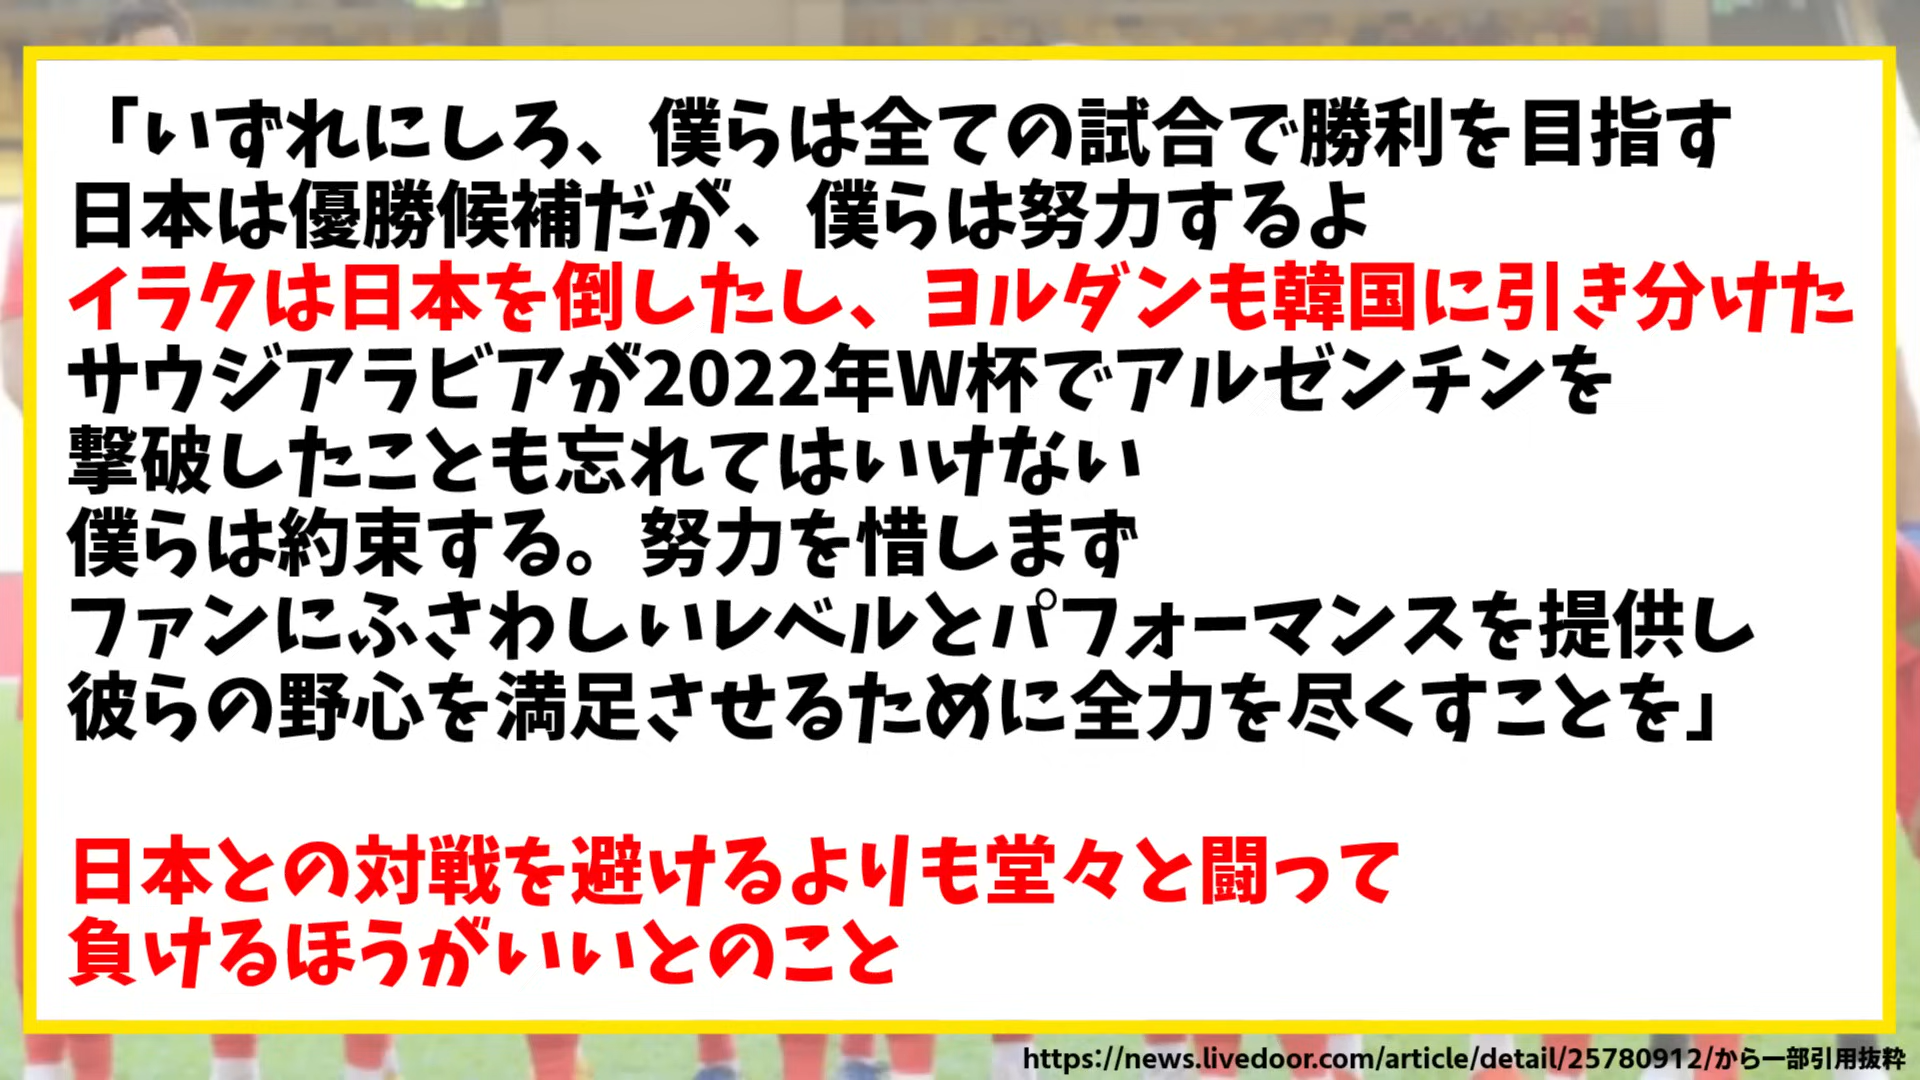 「いずれにしろ、僕らは全ての試合で勝利を目指す
日本は優勝候補だが、僕らは努力するよ
イラクは日本を倒したし、ヨルダンも韓国に引き分けた
サウジアラビアが2022年W杯でアルゼンチンを
撃破したことも忘れてはいけない
僕らは約束する。努力を惜しまず
ファンにふさわしいレベルとパフォーマンスを提供し
彼らの野心を満足させるために全力を尽くすことを」
日本との対戦を避けるよりも堂々と闘って
負けるほうがいいとのこと
https://news.livedoor.com/article/detail/25780912/から一部引用抜粋